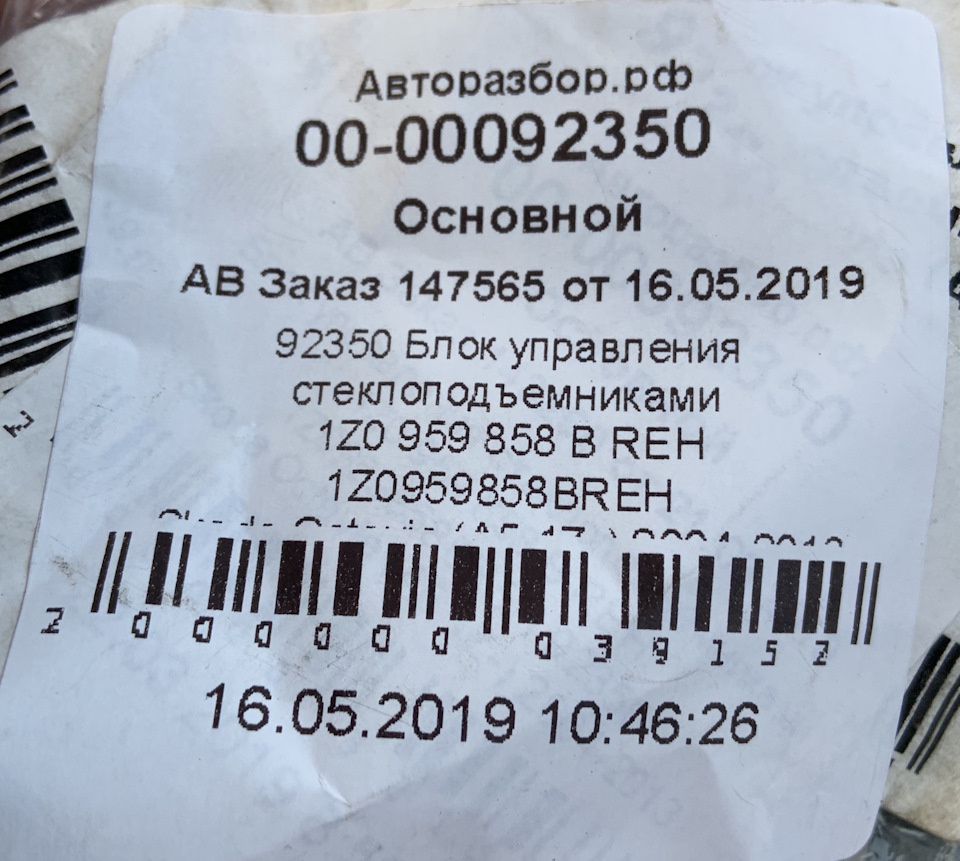 Авторазбор.рф
00-00092350
Основной
АВ Заказ 147565 от 16.05.2019
92350 Блок управления
стеклоподъемниками
1Z0 959 858 B REH
1Z0959858BREH
2 000000 039152
16.05.2019 10:46:26